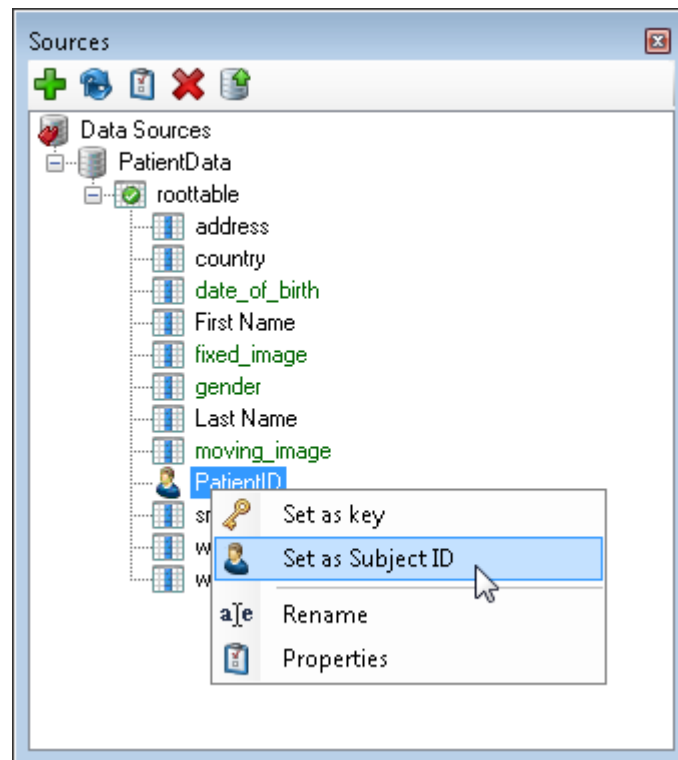 Sources
Data Sources
PatientData
roottable
address
country
date_of_birth
First Name
fixed_image
gender
Last Name
moving_image
PatientID
Set as key
Set as Subject ID
Rename
Properties